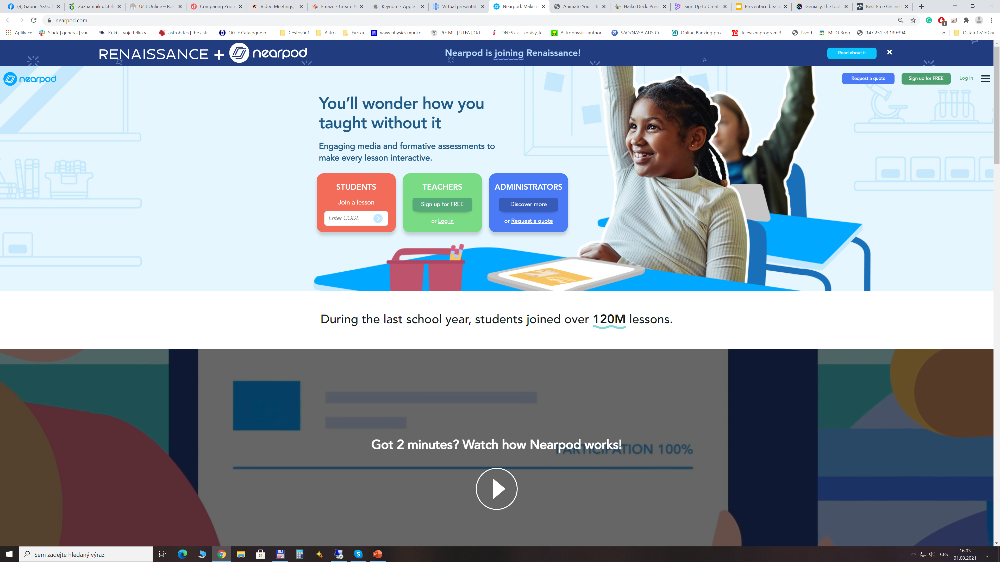 (9) Gabriel Szász
Záznamník učitel
Učit Online – Roz
Comparing Zoom
Video Meetings,
Emaze - Create &
Keynote - Apple
Virtual presentati
Nearpod: Make e
Animate Your Life
Haiku Deck: Pres
Sign Up to Creat
Prezentace bez n
Genially, the tool
Best Free Online
nearpod.com
1
Aplikace
Slack | general | var...
Kuki | Tvoje telka v...
astrobites | the astr...
OGLE Catalogue of...
Cestování
Astro
Fyzika
www.physics.muni.c...
PřF MU | ÚTFA | Od...
iDNES.cz – zprávy, k...
Astrophysics author...
SAO/NASA ADS Cu...
Online Banking pro...
Televizní program 3...
Úvod
MUO Brno
147.251.33.139:394...
»
Ostatní záložky
RENAISSANCE + nearpod
Nearpod is joining Renaissance!
Read about it
nearpod
Request a quote
Sign up for FREE
Log in
You’ll wonder how you
taught without it
Engaging media and formative assessments to
make every lesson interactive.
STUDENTS
Join a lesson
Enter CODE
TEACHERS
Sign up for FREE
or Log in
ADMINISTRATORS
Discover more
or Request a quote
During the last school year, students joined over 120M lessons.
Got 2 minutes? Watch how Nearpod works!
PARTICIPATION 100%
Sem zadejte hledaný výraz
CES
16:03
01.03.2021